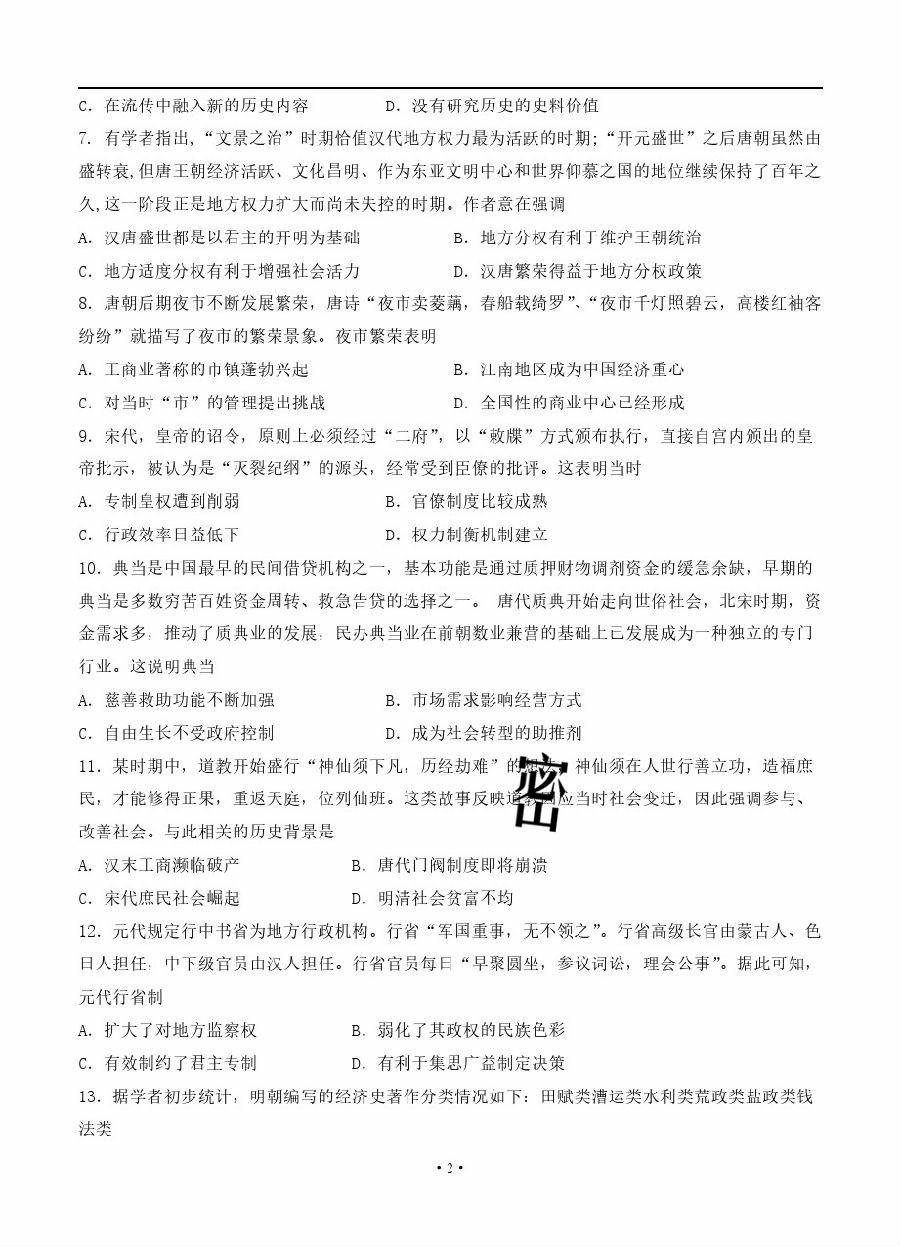 C. 在流传中融入新的历史内容 D. 没有研究历史的史料价值
7. 有学者指出,“文景之治”时期恰值汉代地方权力最为活跃的时期;“开元盛世”之后唐朝虽然由
盛转衰,但唐王朝经济活跃、文化昌明、作为东亚文明中心和世界仰慕之国的地位继续保持了百年之
久,这一阶段正是地方权力扩大而尚未失控的时期。作者意在强调
A. 汉唐盛世都是以君主的开明为基础 B. 地方分权有利于维护王朝统治
C. 地方适度分权有利于增强社会活力 D. 汉唐繁荣得益于地方分权政策
8. 唐朝后期夜市不断发展繁荣，唐诗“夜市卖菱藕，春船载绮罗”、“夜市千灯照碧云，高楼红袖客
纷纷”就描写了夜市的繁荣景象。夜市繁荣表明
A. 工商业著称的市镇蓬勃兴起 B. 江南地区成为中国经济重心
C. 对当时“市”的管理提出挑战 D. 全国性的商业中心已经形成
9. 宋代，皇帝的诏令，原则上必须经过“二府”，以“敕牒”方式颁布执行，直接自宫内颁出的皇
帝批示，被认为是“灭裂纪纲”的源头，经常受到臣僚的批评。这表明当时
A. 专制皇权遭到削弱 B. 官僚制度比较成熟
C. 行政效率日益低下 D. 权力制衡机制建立
10. 典当是中国最早的民间借贷机构之一，基本功能是通过质押财物调剂资金的缓急余缺，早期的
典当是多数穷苦百姓资金周转、救急告贷的选择之一。 唐代质典开始走向世俗社会，北宋时期，资
金需求多，推动了质典业的发展，民办典当业在前朝数业兼营的基础上已发展成为一种独立的专门
行业。这说明典当
A. 慈善救助功能不断加强 B. 市场需求影响经营方式
C. 自由生长不受政府控制 D. 成为社会转型的助推剂
11. 某时期中，道教开始盛行“神仙须下凡，历经劫难”的 密 神仙须在人世行善立功，造福庶
民，才能修得正果，重返天庭，位列仙班。这类故事反映道教回应当时社会变迁，因此强调参与、
改善社会。与此相关的历史背景是
A. 汉末工商濒临破产 B. 唐代门阀制度即将崩溃
C. 宋代庶民社会崛起 D. 明清社会贫富不均
12. 元代规定行中书省为地方行政机构。行省“军国重事，无不领之”。行省高级长官由蒙古人、色
目人担任，中下级官员由汉人担任。行省官员每日“早聚圆坐，参议词讼，理会公事”。据此可知，
元代行省制
A. 扩大了对地方监察权 B. 弱化了其政权的民族色彩
C. 有效制约了君主专制 D. 有利于集思广益制定决策
13. 据学者初步统计，明朝编写的经济史著作分类情况如下：田赋类漕运类水利类荒政类盐政类钱
法类
·2·